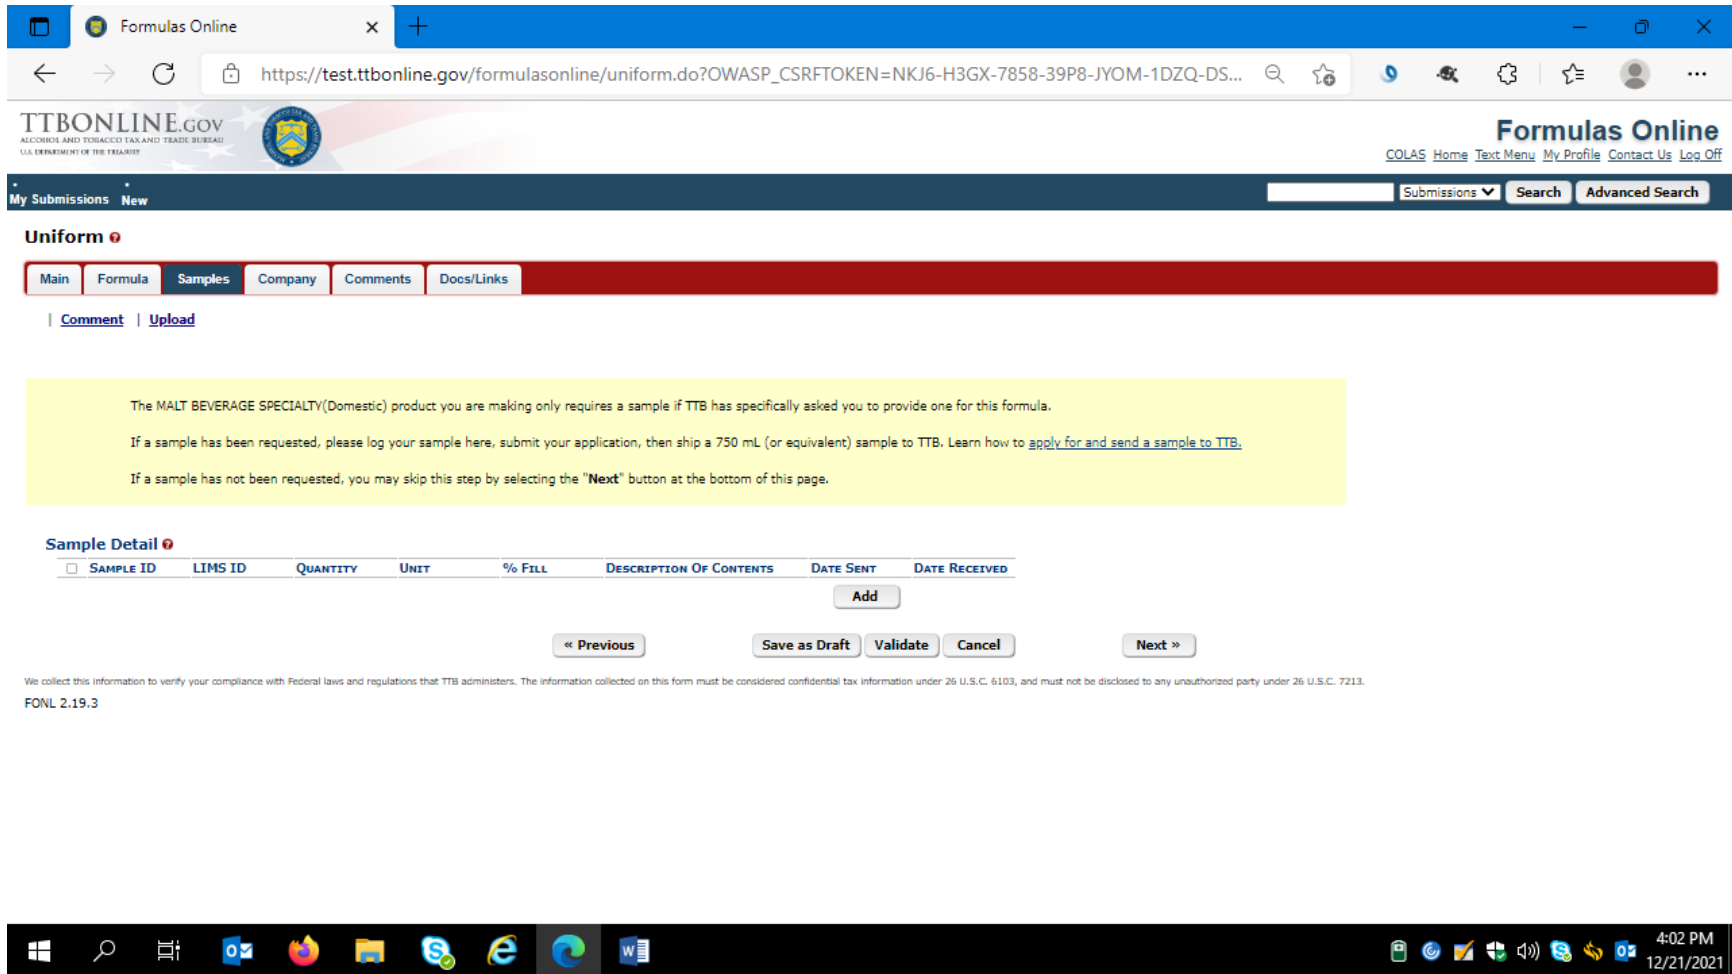 Formulas Online
https://test.ttbonline.gov/formulasonline/uniform.do?OWASP_CSRFTOKEN=NKJ6-H3GX-7858-39P8-JYOM-1DZQ-DS...
TTBONLINE.GOV
ALCOHOL AND TOBACCO TAX AND TRADE BUREAU
U.S. DEPARTMENT OF THE TREASURY
Formulas Online
COLAS Home Text Menu My Profile Contact Us Log Off
My Submissions New
Submissions Search Advanced Search
Uniform
Main Formula Samples Company Comments Docs/Links
| Comment | Upload
The MALT BEVERAGE SPECIALTY(Domestic) product you are making only requires a sample if TTB has specifically asked you to provide one for this formula.
If a sample has been requested, please log your sample here, submit your application, then ship a 750 mL (or equivalent) sample to TTB. Learn how to apply for and send a sample to TTB.
If a sample has not been requested, you may skip this step by selecting the "Next" button at the bottom of this page.
Sample Detail
SAMPLE ID LIMS ID QUANTITY UNIT % FILL DESCRIPTION OF CONTENTS DATE SENT DATE RECEIVED
Add
« Previous Save as Draft Validate Cancel Next »
We collect this information to verify your compliance with Federal laws and regulations that TTB administers. The information collected on this form must be considered confidential tax information under 26 U.S.C. 6103, and must not be disclosed to any unauthorized party under 26 U.S.C. 7213.
FONL 2.19.3
4:02 PM
12/21/2021